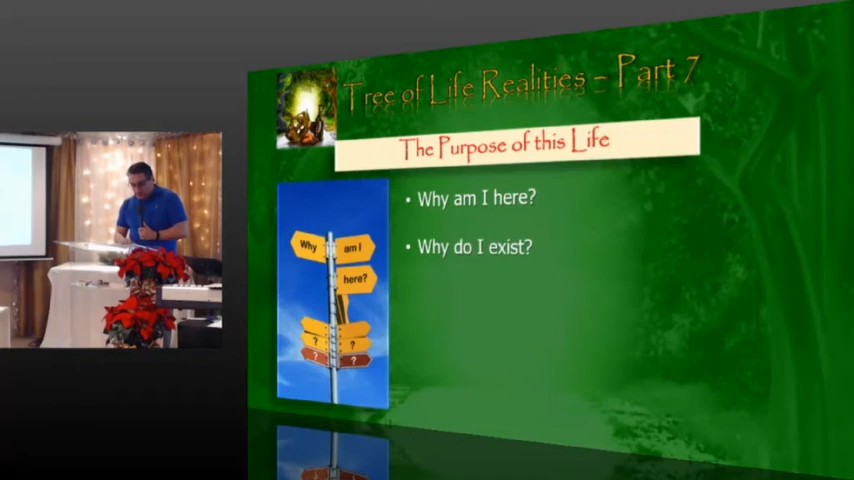 Tree of Life Realities – Part 7
The Purpose of this Life
• Why am I here?
• Why do I exist?
Why
am I
here?
?
?
?
?